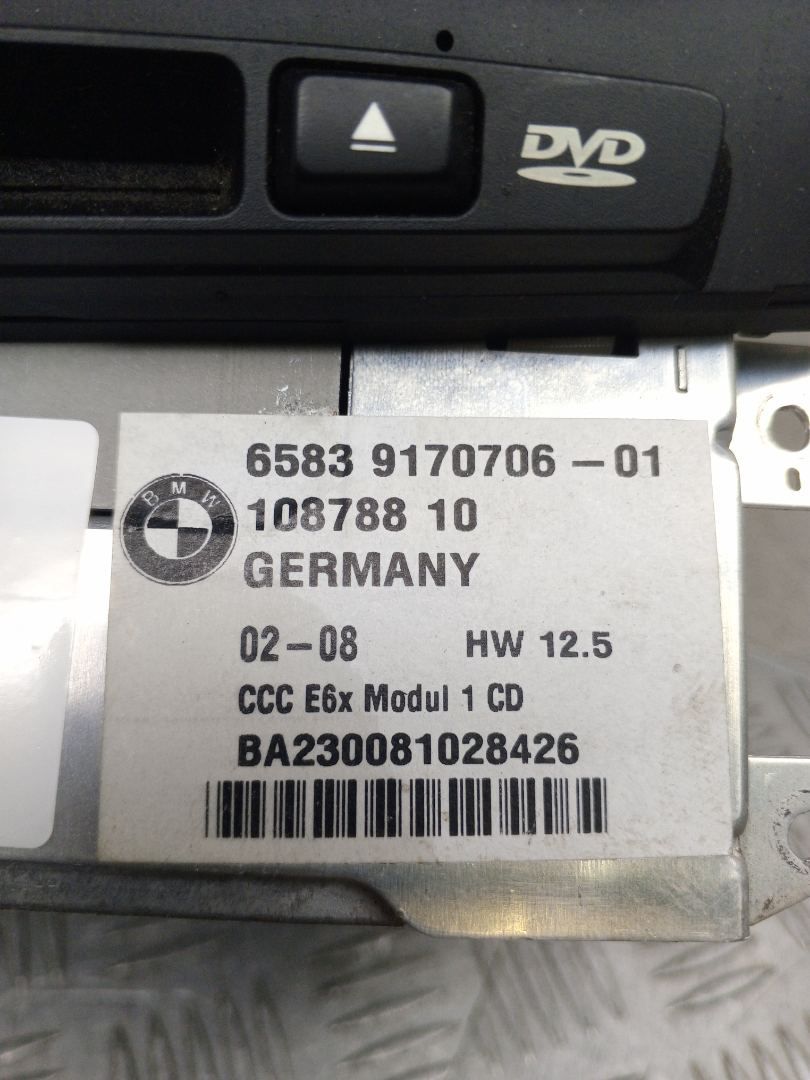 DVD
6583 9170706 - 01
BMW
108788 10
GERMANY
02-08 HW 12.5
CCC E6x Modul 1 CD
BA230081028426